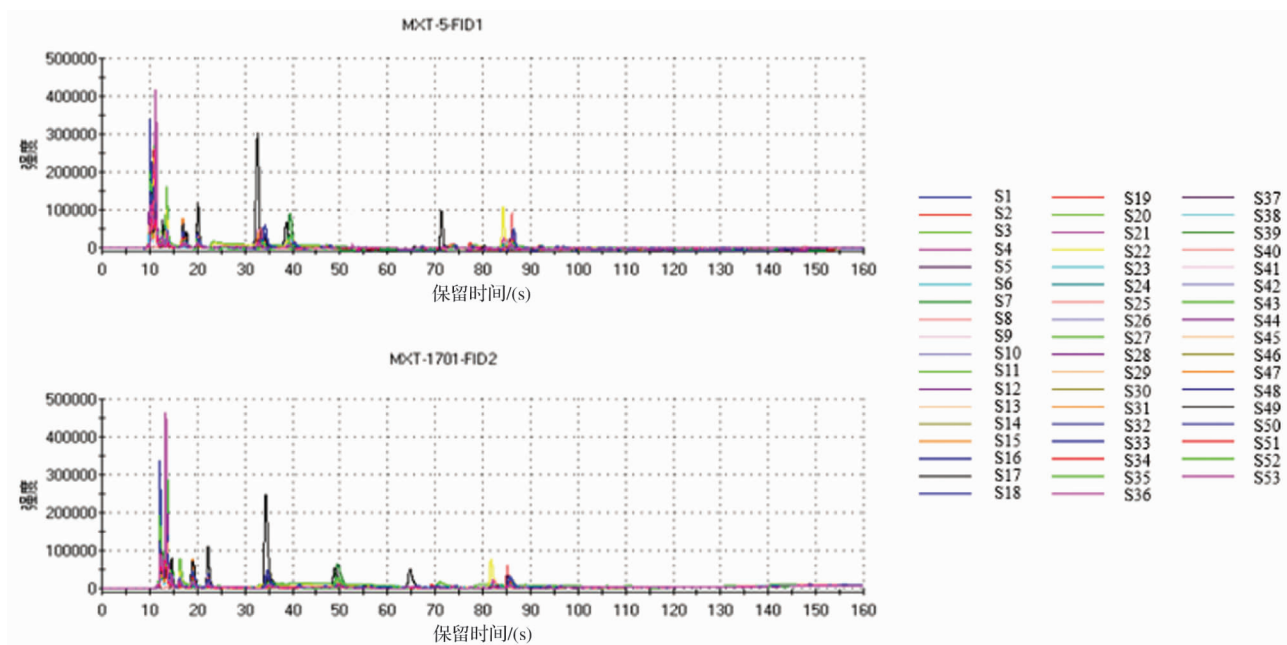 MXT-5-FID1
500000
400000
300000
200000
100000
0
强度
0 10 20 30 40 50 60 70 80 90 100 110 120 130 140 150 160
保留时间/(s)
MXT-1701-FID2
500000
400000
300000
200000
100000
0
强度
0 10 20 30 40 50 60 70 80 90 100 110 120 130 140 150 160
保留时间/(s)
S1 S19 S37
S2 S20 S38
S3 S21 S39
S4 S22 S40
S5 S23 S41
S6 S24 S42
S7 S25 S43
S8 S26 S44
S9 S27 S45
S10 S28 S46
S11 S29 S47
S12 S30 S48
S13 S31 S49
S14 S32 S50
S15 S33 S51
S16 S34 S52
S17 S35 S53
S18 S36